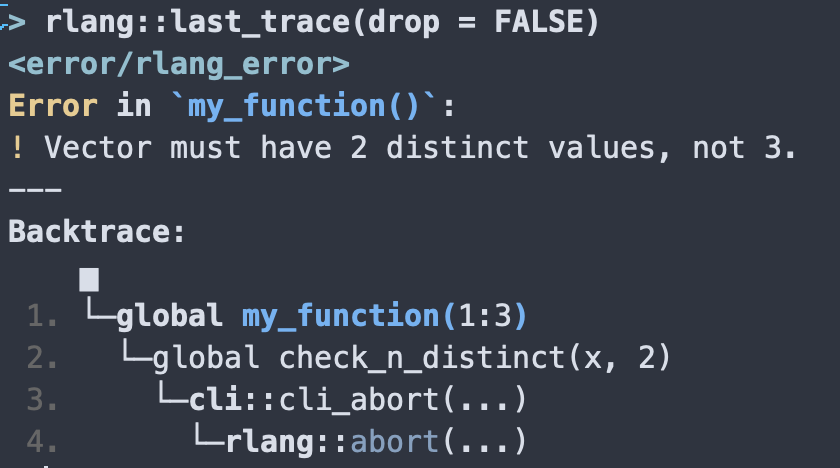 > rlang::last_trace(drop = FALSE)
<error/rlang_error>
Error in `my_function()`:
! Vector must have 2 distinct values, not 3.
---
Backtrace:
    ▆
 1. └─global my_function(1:3)
 2.   └─global check_n_distinct(x, 2)
 3.     └─cli::cli_abort(...)
 4.       └─rlang::abort(...)